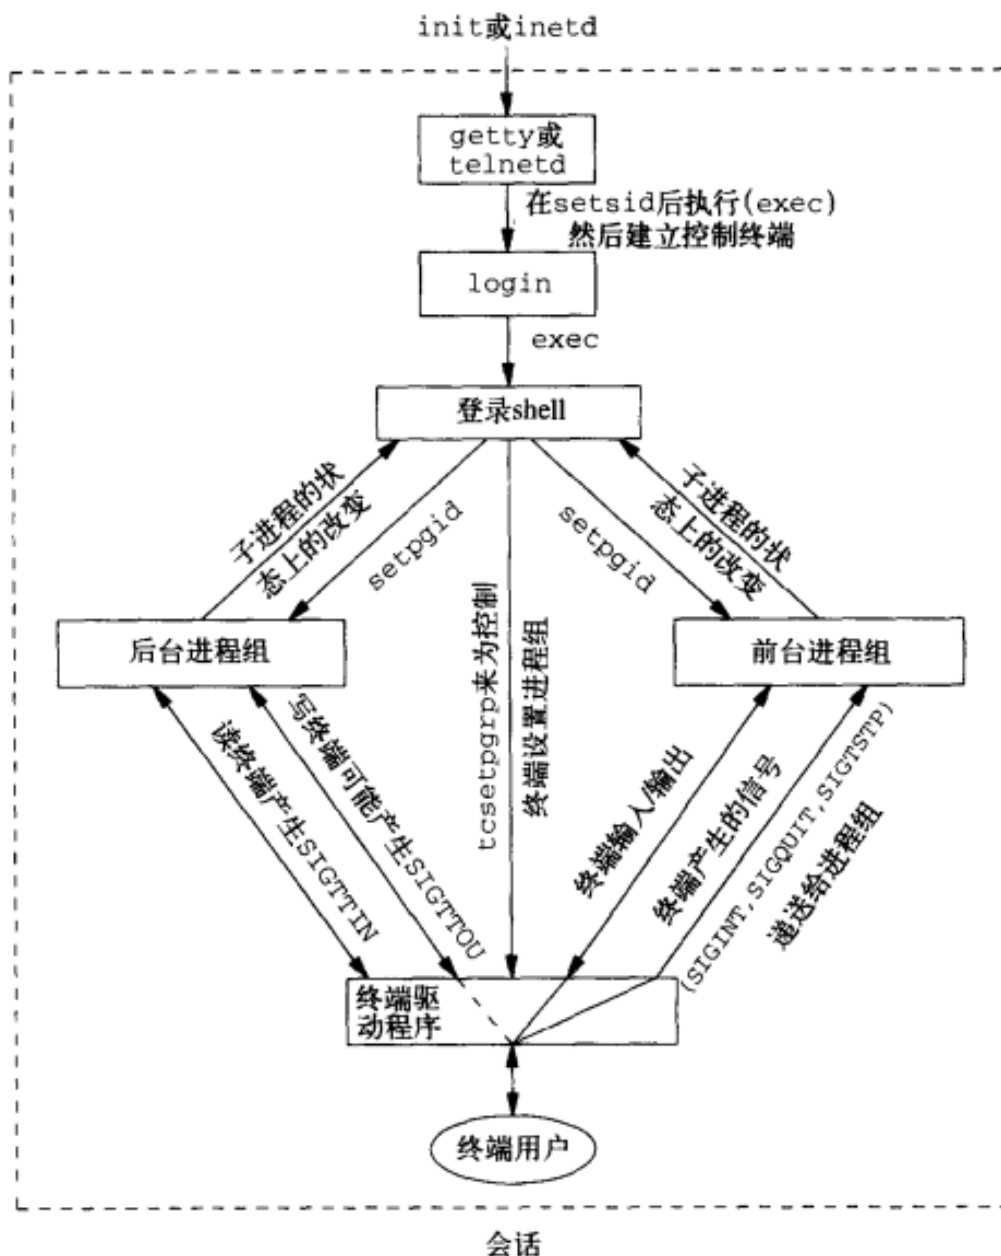 init或inetd
getty或
telnetd
在setsid后执行(exec)
然后建立控制终端
login
exec
登录shell
子进程的状
态上的改变
setpgid
setpgid
子进程的状
态上的改变
后台进程组
tcsetpgrp来为控制
终端设置进程组
前台进程组
读终端产生SIGTTIN
写终端可能产生SIGTTOU
终端输入/输出
终端产生的信号
(SIGINT,SIGQUIT,SIGTSTP)
递送给进程组
终端驱
动程序
终端用户
会话